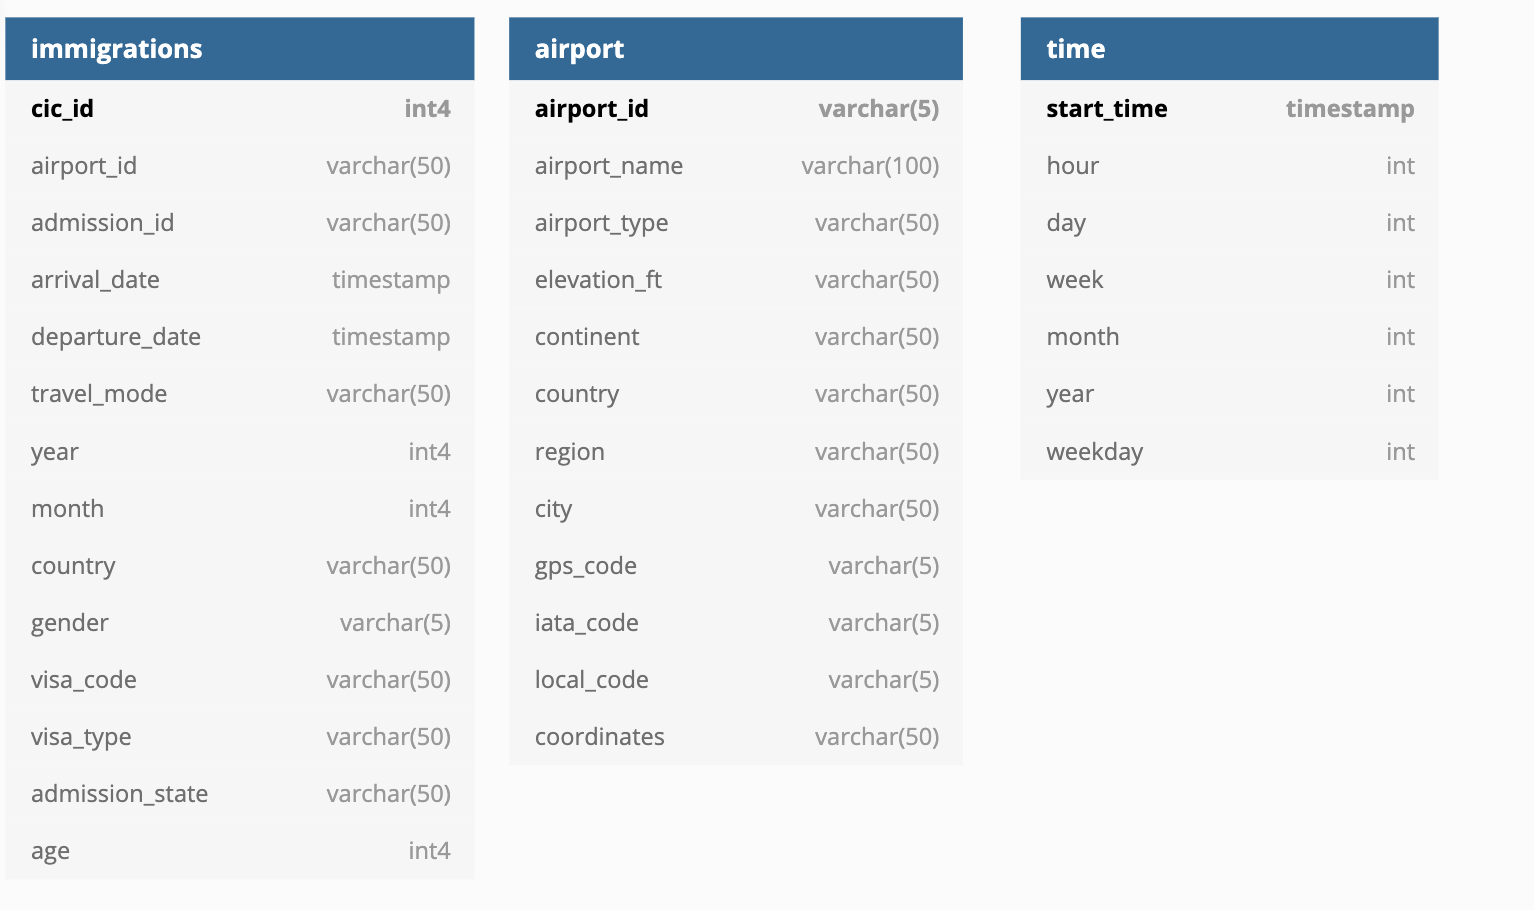 immigrations
cic_id int4
airport_id varchar(50)
admission_id varchar(50)
arrival_date timestamp
departure_date timestamp
travel_mode varchar(50)
year int4
month int4
country varchar(50)
gender varchar(5)
visa_code varchar(50)
visa_type varchar(50)
admission_state varchar(50)
age int4
airport
airport_id varchar(5)
airport_name varchar(100)
airport_type varchar(50)
elevation_ft varchar(50)
continent varchar(50)
country varchar(50)
region varchar(50)
city varchar(50)
gps_code varchar(5)
iata_code varchar(5)
local_code varchar(5)
coordinates varchar(50)
time
start_time timestamp
hour int
day int
week int
month int
year int
weekday int